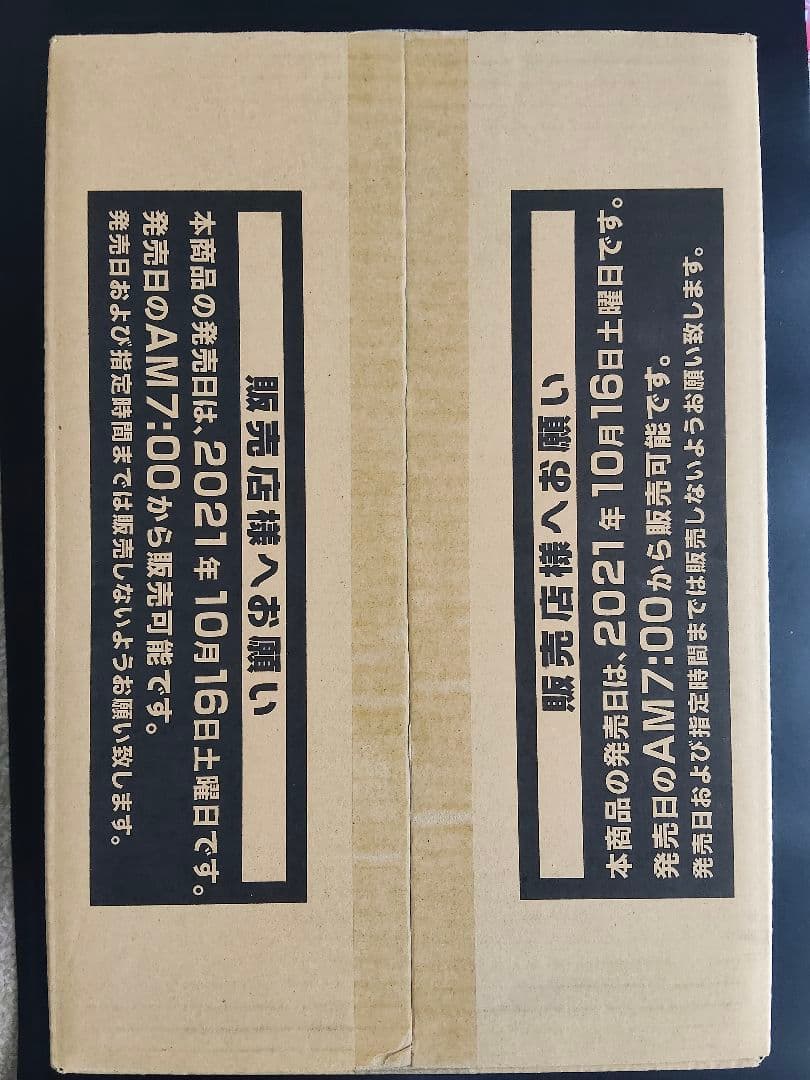 販売店様へお願い
本商品の発売日は、2021年10月16日土曜日です。
発売日のAM7:00から販売可能です。
発売日および指定時間までは販売しないようお願い致します。
販売店様へお願い
本商品の発売日は、2021年10月16日土曜日です。
発売日のAM7:00から販売可能です。
発売日および指定時間までは販売しないようお願い致します。